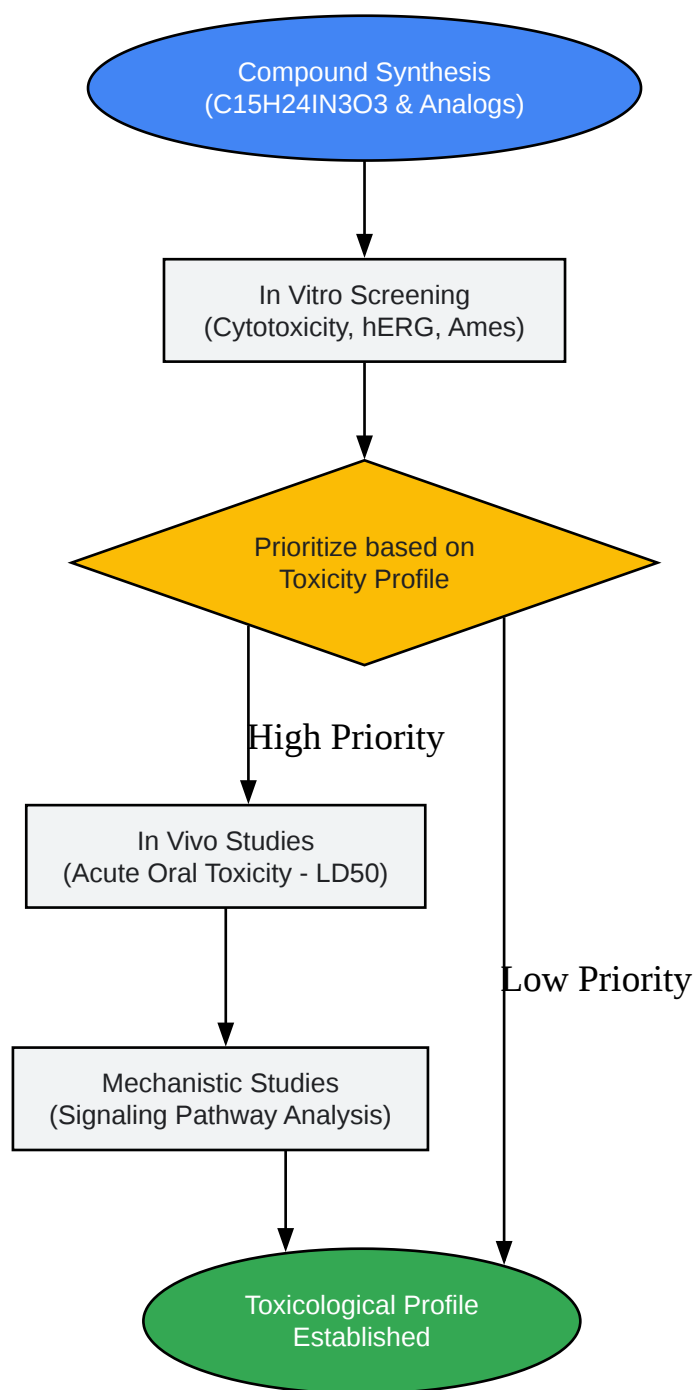 Compound Synthesis
(C15H24IN3O3 & Analogs)
In Vitro Screening
(Cytotoxicity, hERG, Ames)
Prioritize based on
Toxicity Profile
High Priority
In Vivo Studies
(Acute Oral Toxicity - LD50)
Low Priority
Mechanistic Studies
(Signaling Pathway Analysis)
Toxicological Profile
Established